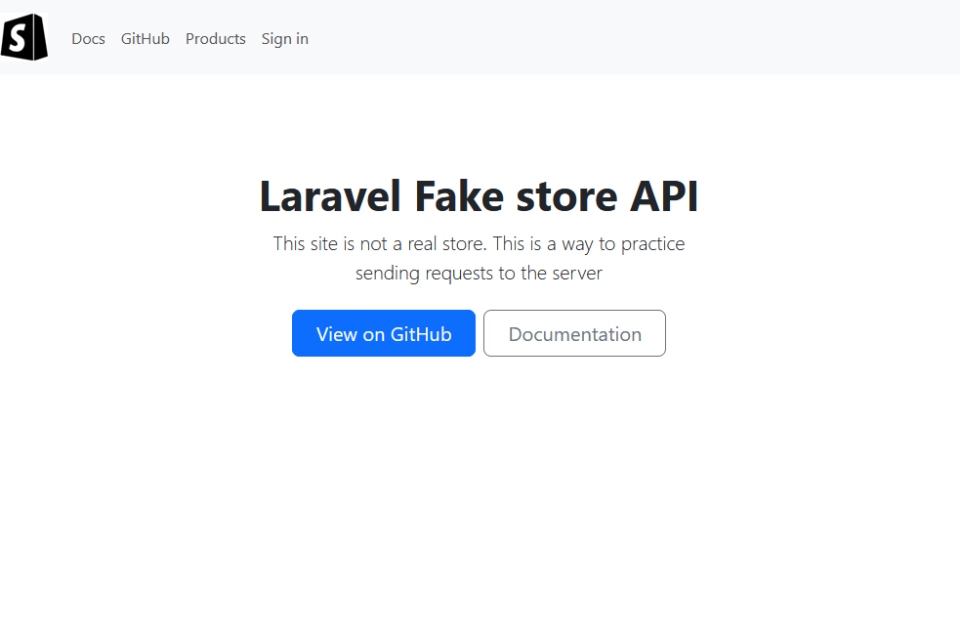 S
Docs GitHub Products Sign in
Laravel Fake store API
This site is not a real store. This is a way to practice
sending requests to the server
View on GitHub Documentation